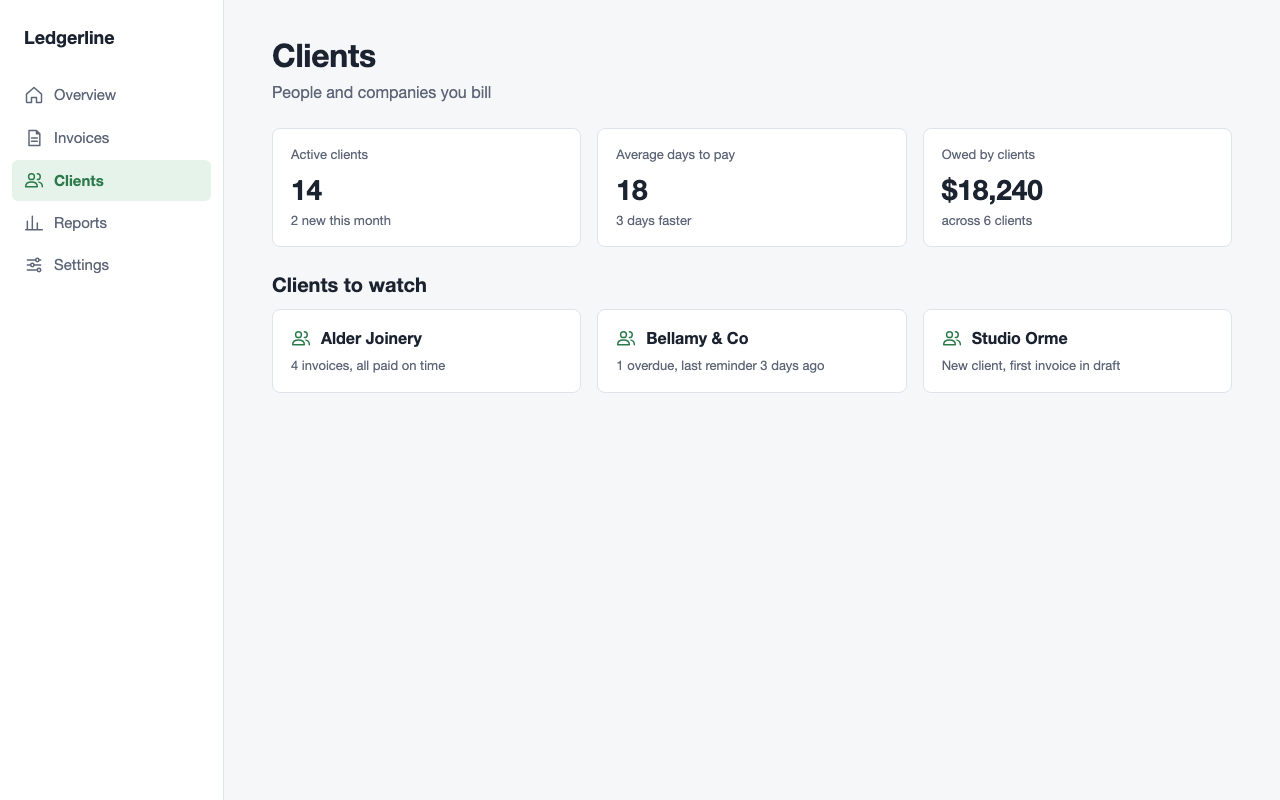 Ledgerline
Overview
Invoices
Clients
Reports
Settings
Clients
People and companies you bill
Active clients
14
2 new this month
Average days to pay
18
3 days faster
Owed by clients
$18,240
across 6 clients
Clients to watch
Alder Joinery
4 invoices, all paid on time
Bellamy & Co
1 overdue, last reminder 3 days ago
Studio Orme
New client, first invoice in draft